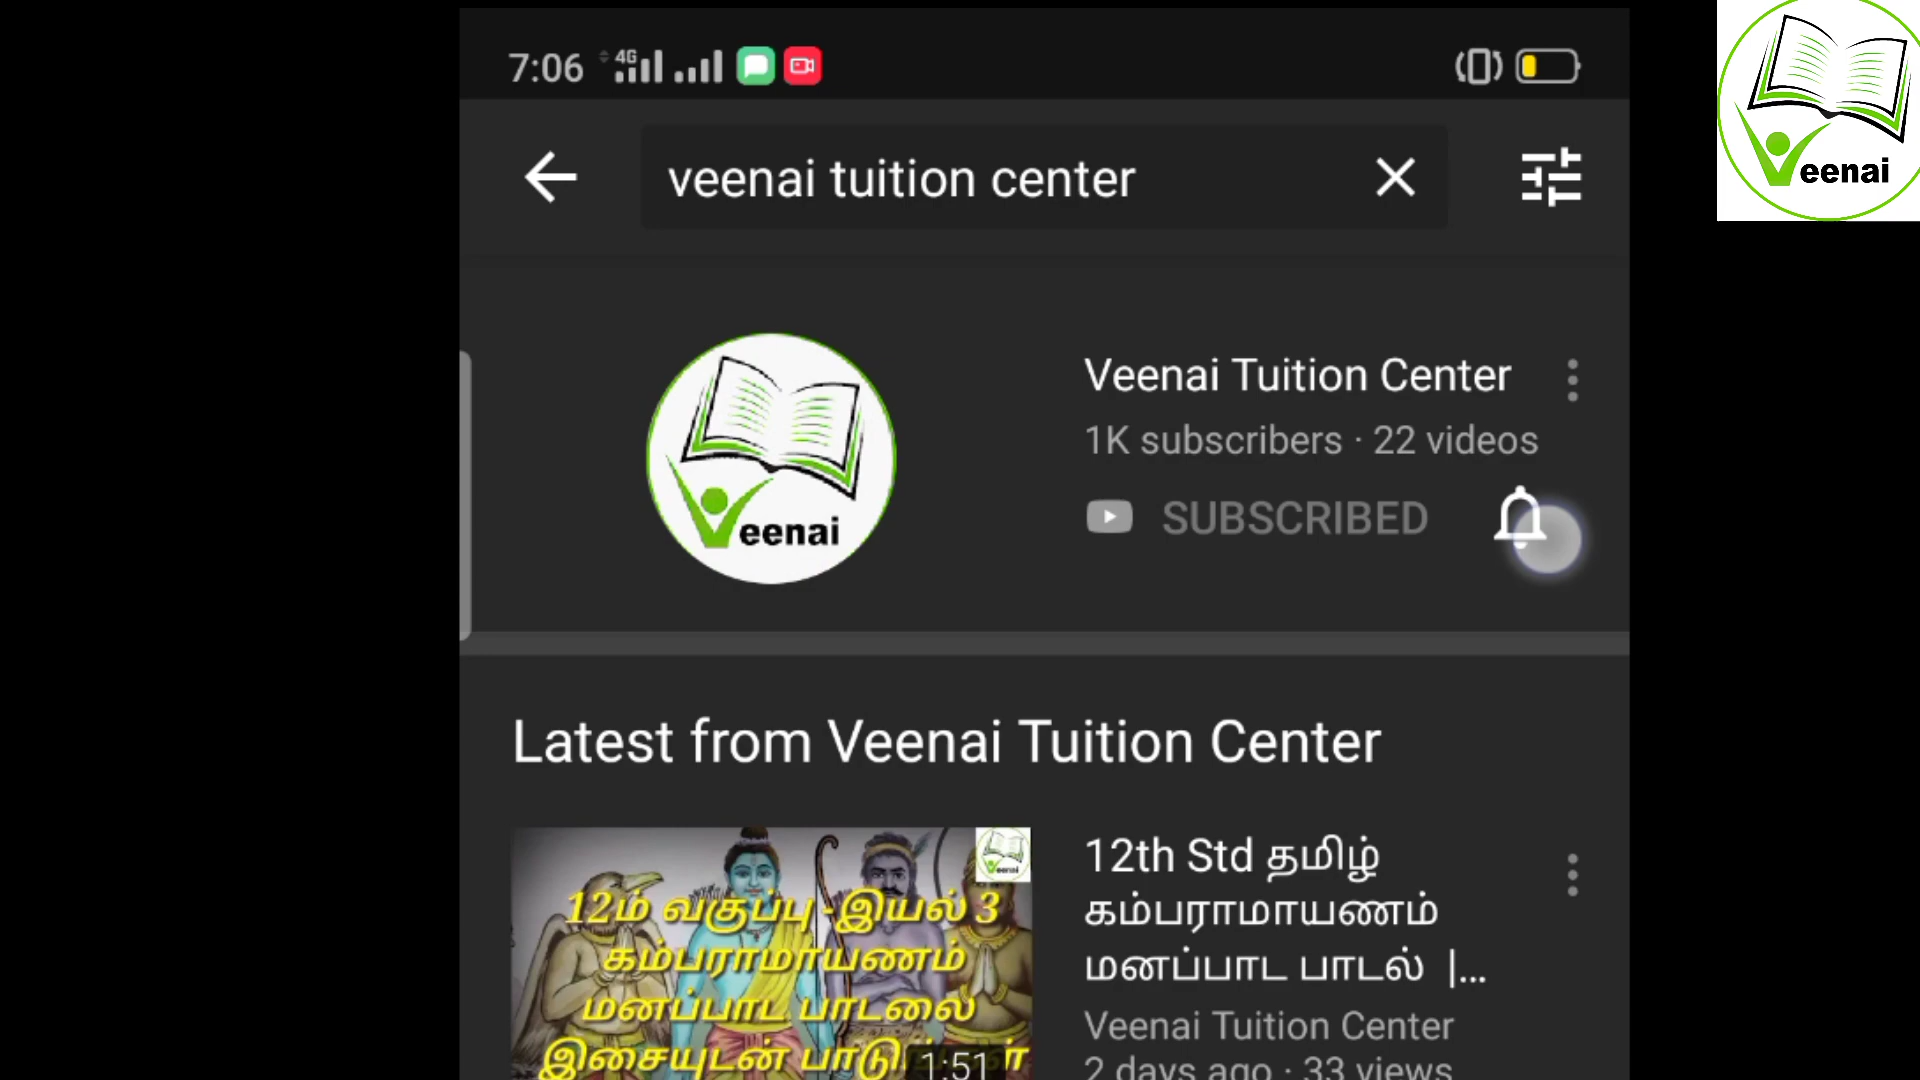 7:06
4G
eenai
veenai tuition center
Veenai Tuition Center
1K subscribers · 22 videos
SUBSCRIBED
eenai
Latest from Veenai Tuition Center
eenai
12ம் வகுப்பு -இயல் 3
கம்பராமாயணம்
மனப்பாட பாடலை
1:51
12th Std தமிழ்
கம்பராமாயணம்
மனப்பாட பாடல் |...
Veenai Tuition Center
2 days ago · 33 views